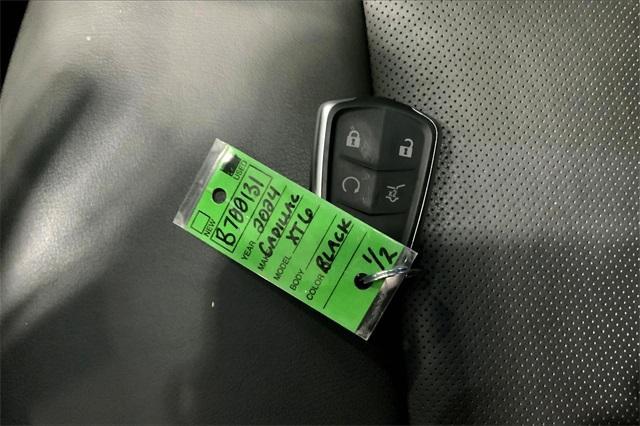 NEW USED
B700131
YEAR 2024
MAKE CADILLAC
MODEL XT6
BODY
COLOR BLACK
1/2